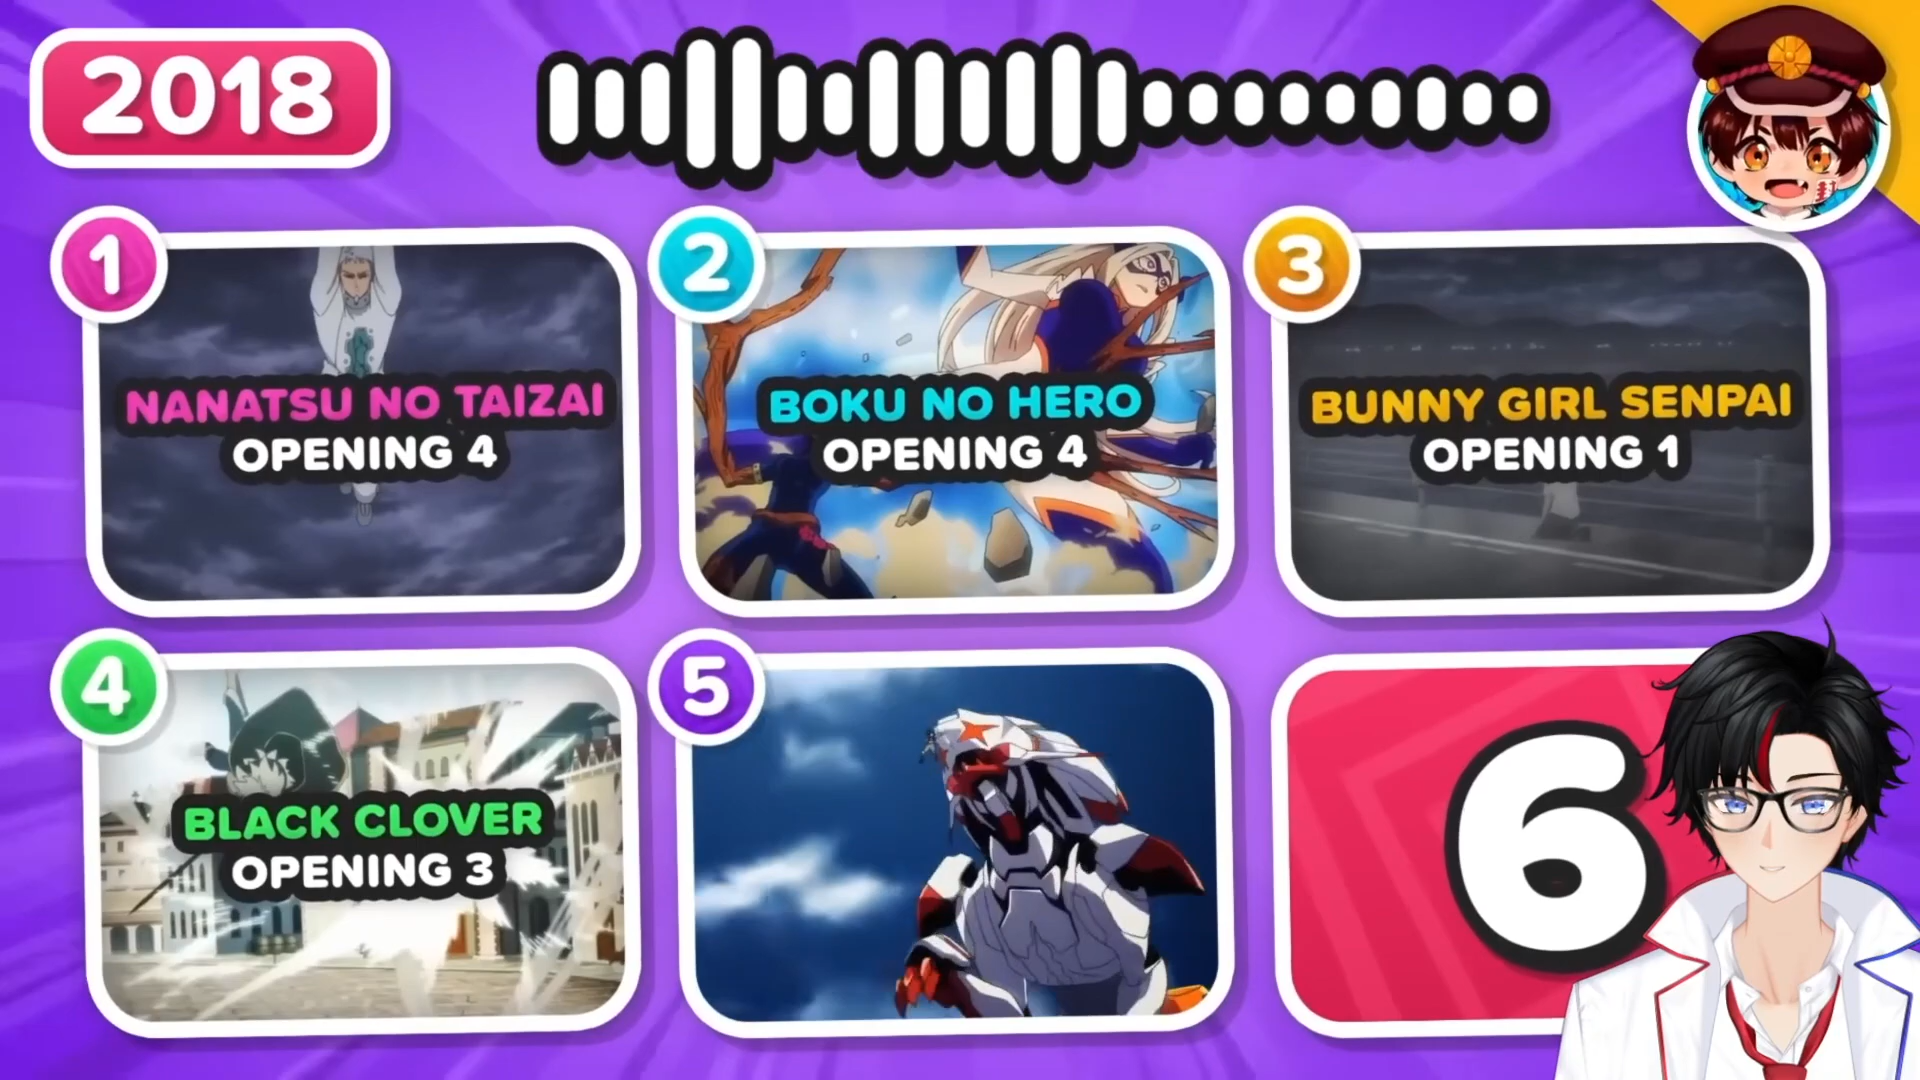 2018
1
NANATSU NO TAIZAI
OPENING 4
2
BOKU NO HERO
OPENING 4
3
BUNNY GIRL SENPAI
OPENING 1
4
BLACK CLOVER
OPENING 3
5
6